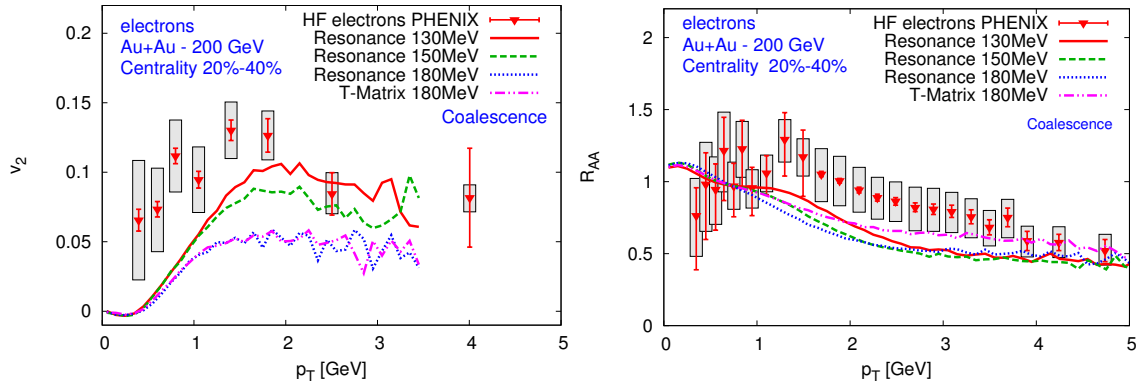 electrons
Au+Au - 200 GeV
Centrality 20%-40%
HF electrons PHENIX
Resonance 130MeV
Resonance 150MeV
Resonance 180MeV
T-Matrix 180MeV
Coalescence
0.2
0.15
0.1
0.05
0
v2
0 1 2 3 4 5
pT [GeV]
electrons
Au+Au - 200 GeV
Centrality 20%-40%
HF electrons PHENIX
Resonance 130MeV
Resonance 150MeV
Resonance 180MeV
T-Matrix 180MeV
Coalescence
2
1.5
1
0.5
0
RAA
0 1 2 3 4 5
pT [GeV]